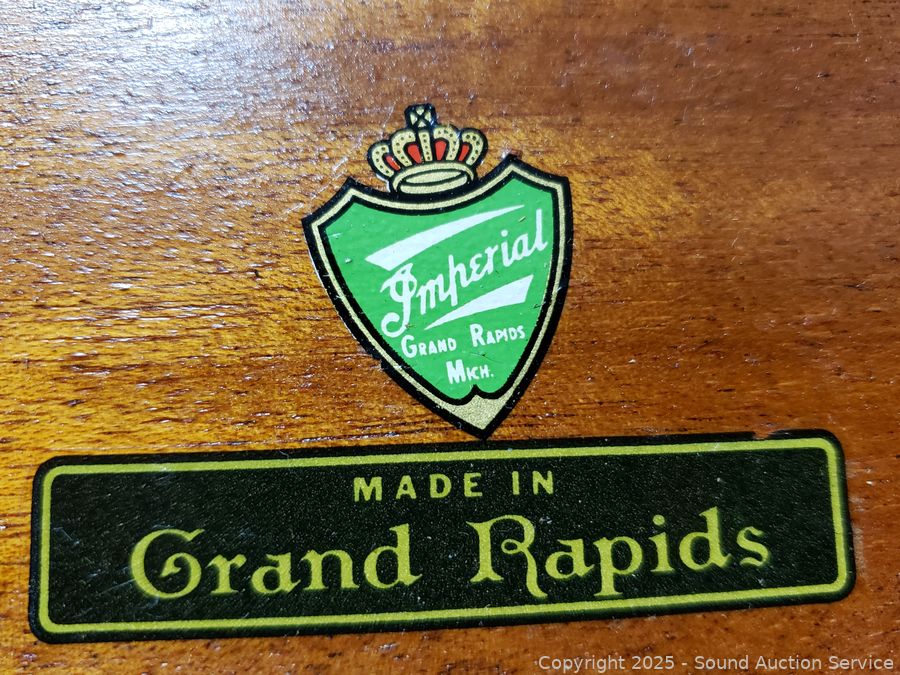 Imperial
GRAND RAPIDS
MICH.
MADE IN
Grand Rapids
Copyright 2025 - Sound Auction Service